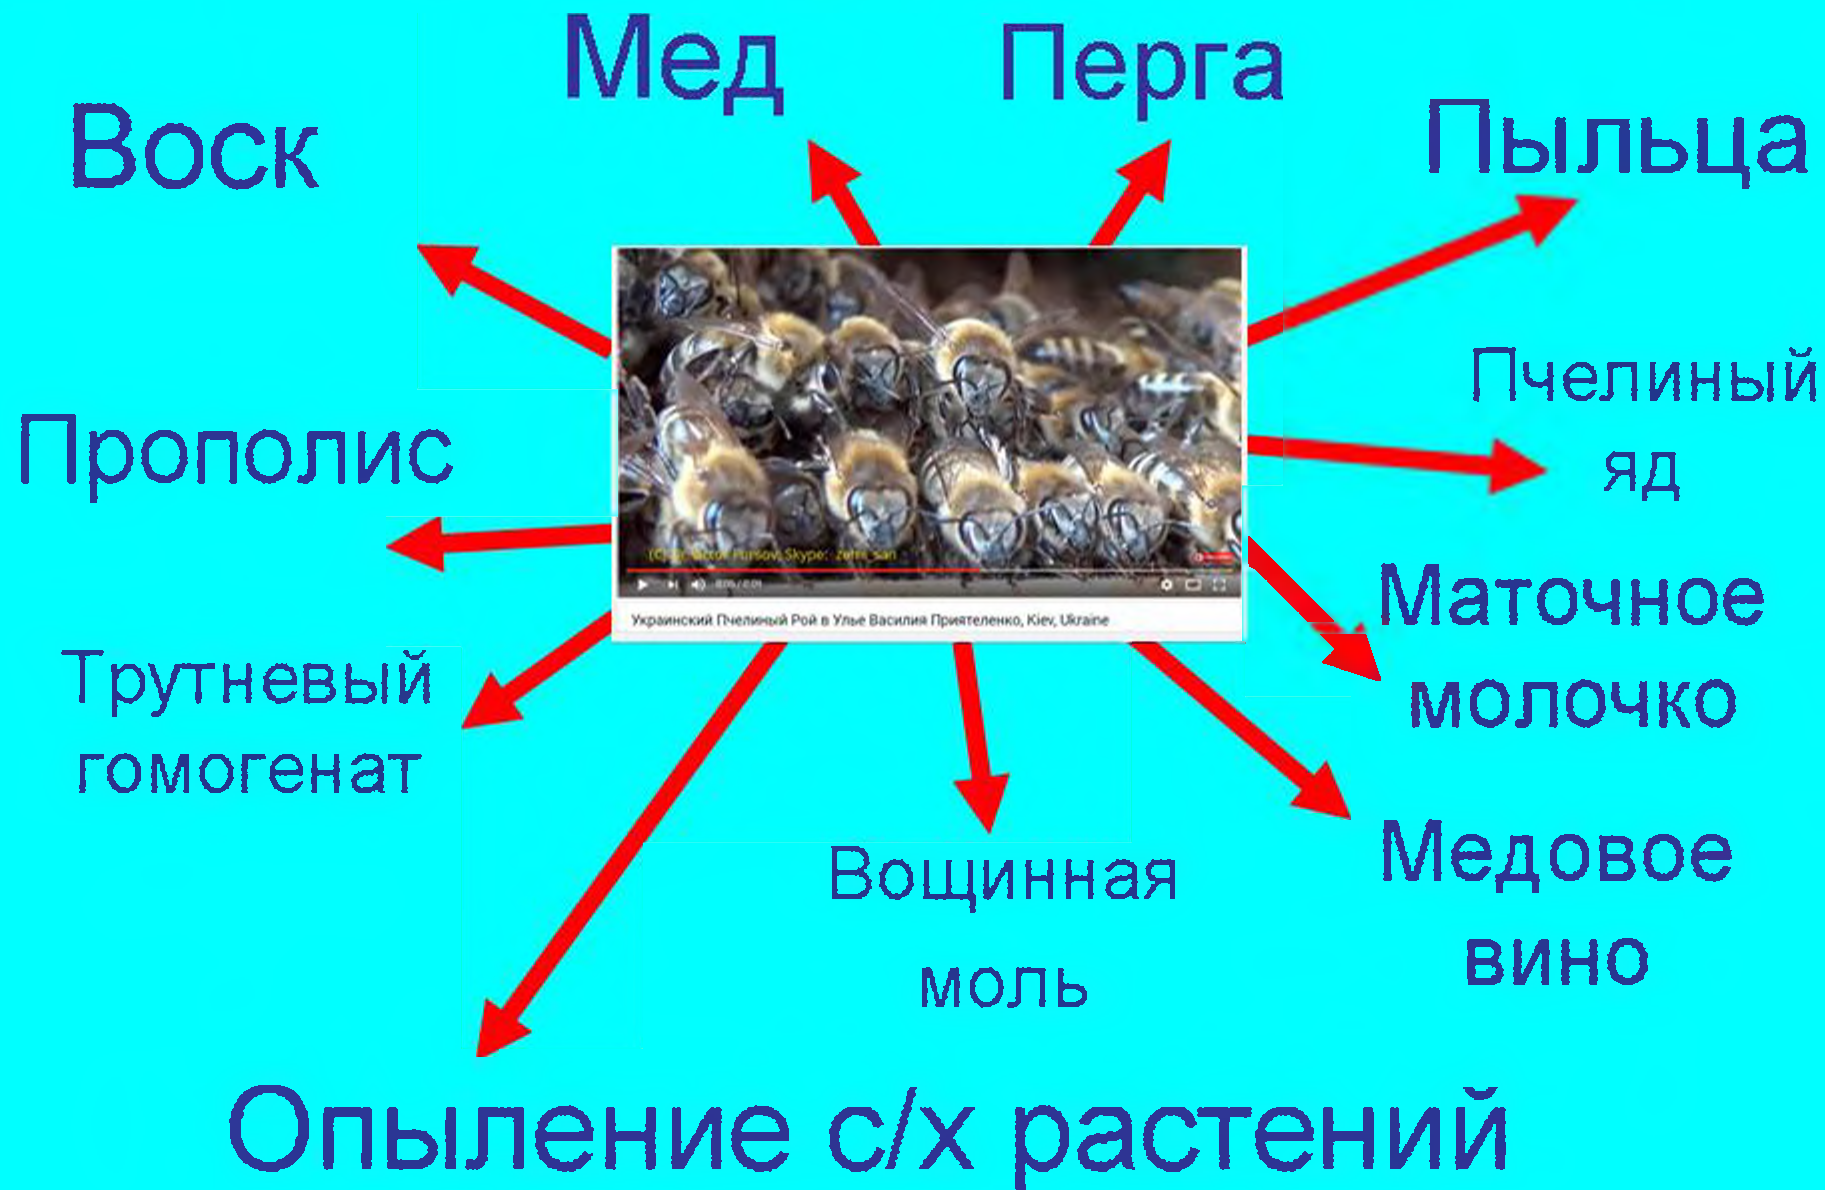 Мед
Перга
Воск
Пыльца
Пчелиный
яд
Прополис
Маточное
молочко
Украинский Пчелиный Рой в Улье Василия Приятеленко, Kiev, Ukraine
Трутневый
гомогенат
Медовое
вино
Вощинная
моль
Опыление с/х растений